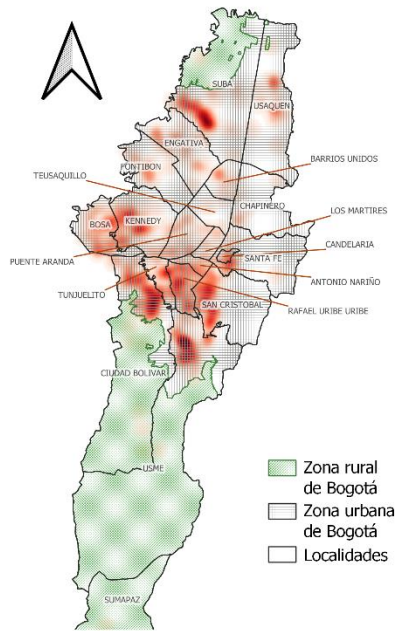 SUBA
USAQUEN
ENGATIVA
BARRIOS UNIDOS
FONTIBON
TEUSAQUILLO
CHAPINERO
LOS MARTIRES
BOSA
KENNEDY
CANDELARIA
PUENTE ARANDA
SANTA FE
ANTONIO NARIÑO
TUNJUELITO
SAN CRISTOBAL
RAFAEL URIBE URIBE
CIUDAD BOLIVAR
USME
Zona rural
de Bogotá
Zona urbana
de Bogotá
Localidades
SUMAPAZ